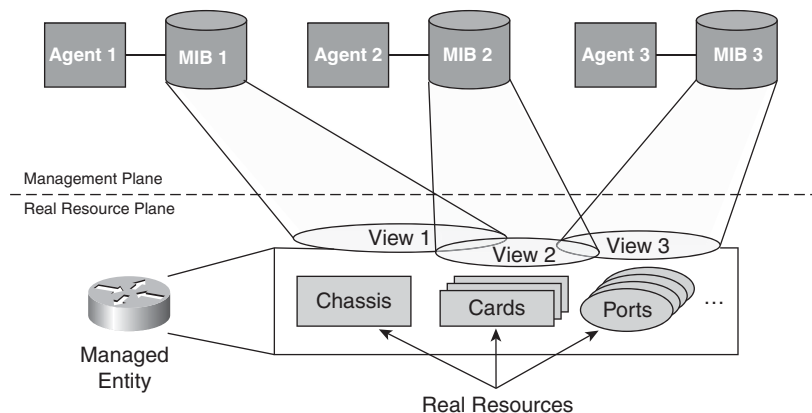 Agent 1
MIB 1
Agent 2
MIB 2
Agent 3
MIB 3
Management Plane
Real Resource Plane
View 1
View 2
View 3
Chassis
Cards
Ports
...
Managed
Entity
Real Resources